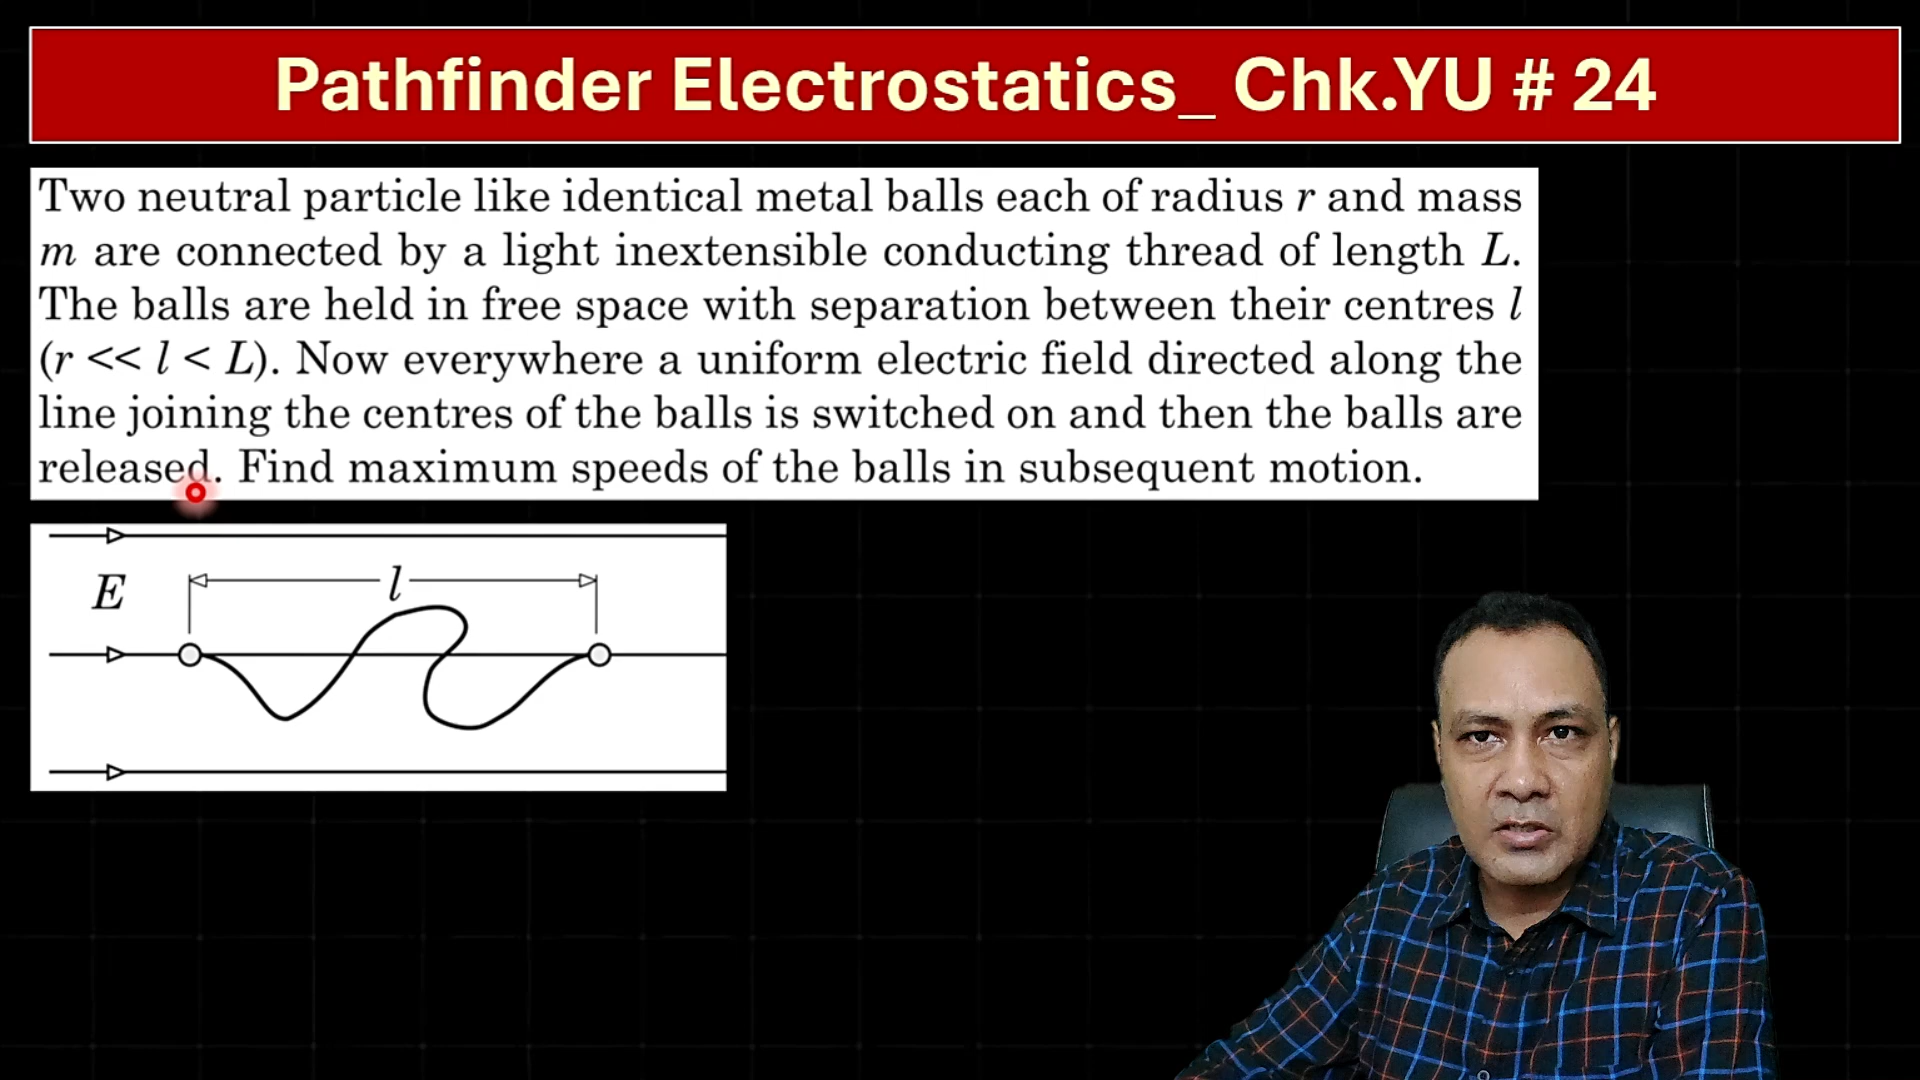 Pathfinder Electrostatics_ Chk.YU # 24
Two neutral particle like identical metal balls each of radius r and mass
m are connected by a light inextensible conducting thread of length L.
The balls are held in free space with separation between their centres l
(r << l < L). Now everywhere a uniform electric field directed along the
line joining the centres of the balls is switched on and then the balls are
released. Find maximum speeds of the balls in subsequent motion.
l
E